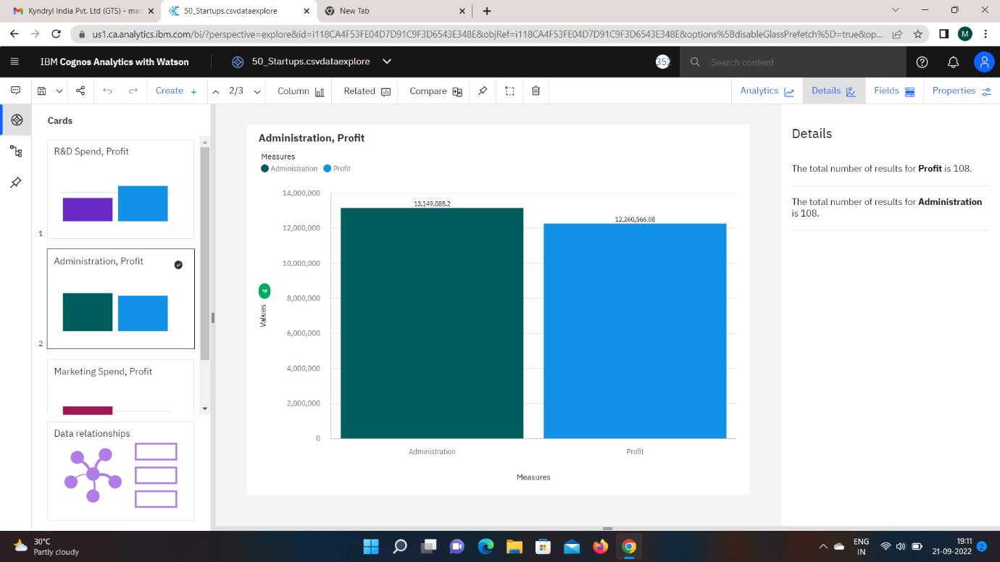 Kyndryl India Pvt. Ltd (GTS) - mac
50_Startups.csvdataexplore
New Tab
us1.ca.analytics.ibm.com/bi/?perspective=explore&id=i118CA4F53FE04D7D91C9F3D6543E348E&objRef=i118CA4F53FE04D7D91C9F3D6543E348E&options%5BdisableGlassPrefetch%5D=true&op...
M
IBM Cognos Analytics with Watson
50_Startups.csvdataexplore
352
Search content
Create
2/3
Column
Related
Compare
Analytics
Details
Fields
Properties
Cards
R&D Spend, Profit
1
Administration, Profit
2
Marketing Spend, Profit
Data relationships
Administration, Profit
Measures
Administration
Profit
14,000,000
12,000,000
10,000,000
8,000,000
6,000,000
4,000,000
2,000,000
0
Values
4
13,149,085.2
12,260,566.08
Administration
Profit
Measures
Details
The total number of results for Profit is 108.
The total number of results for Administration
is 108.
30°C
Partly cloudy
ENG
IN
19:11
21-09-2022
2